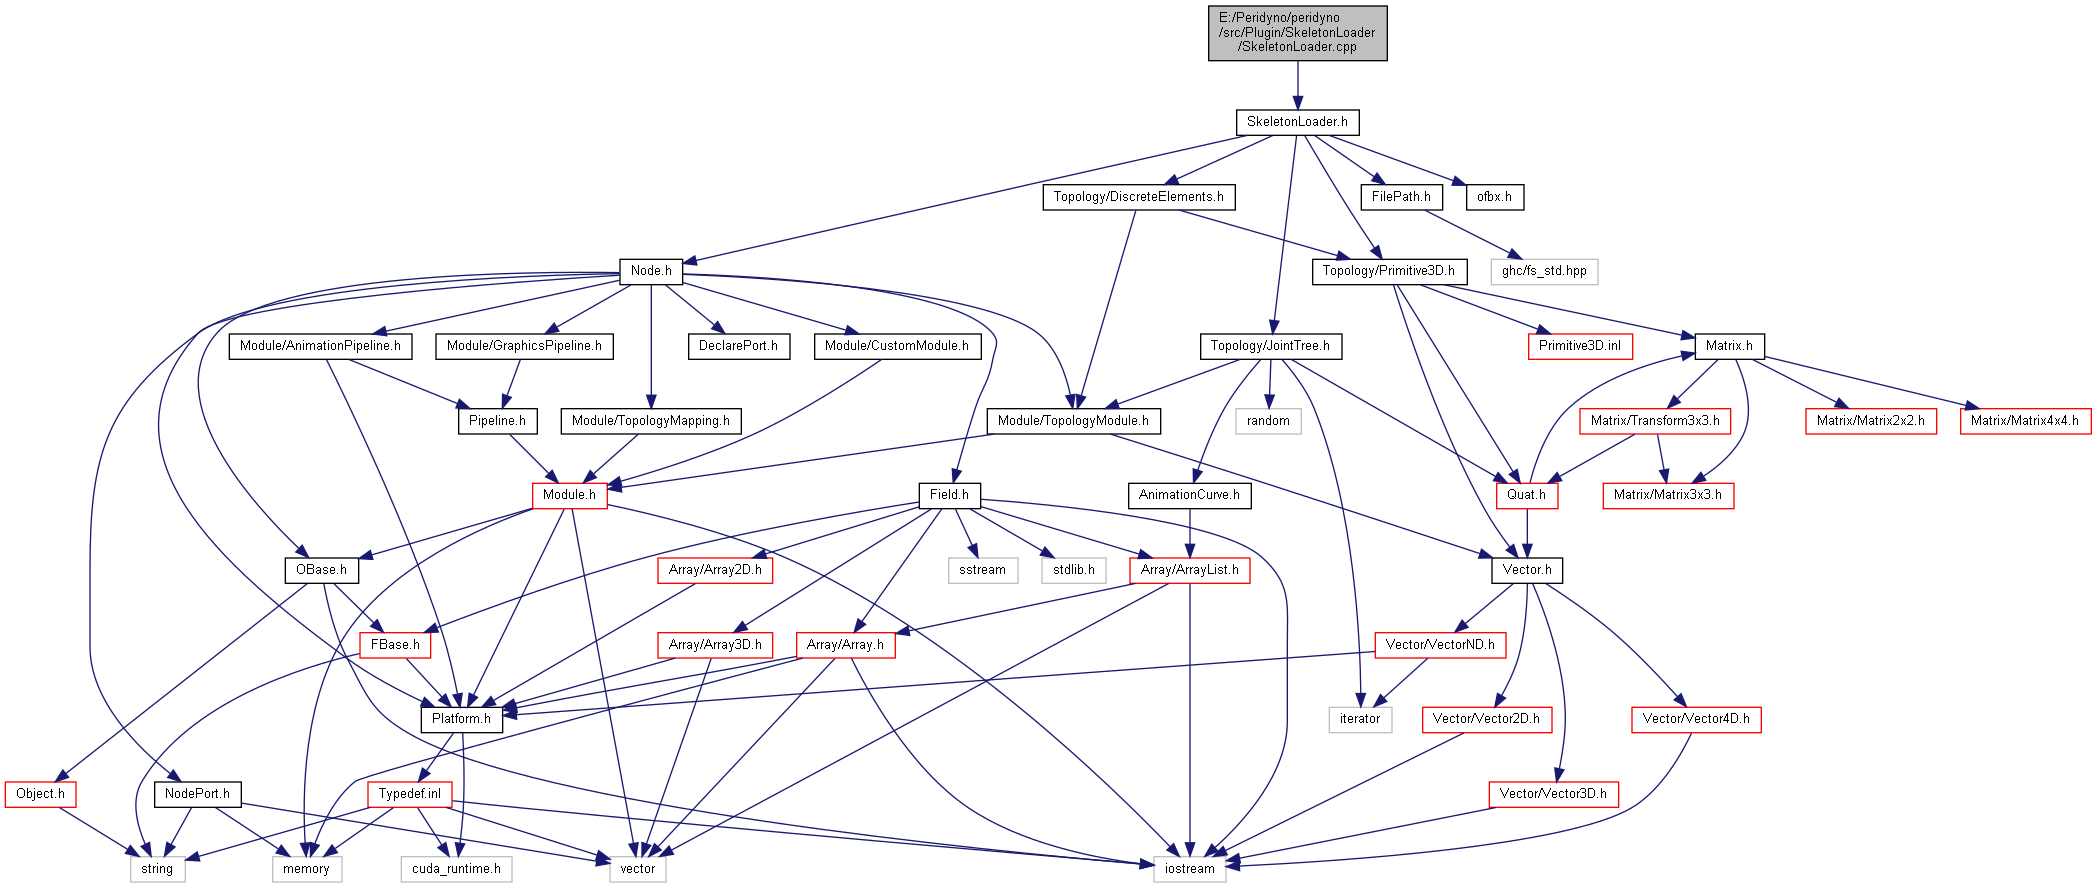 E:/Peridyno/peridyno
/src/Plugin/SkeletonLoader
/SkeletonLoader.cpp
SkeletonLoader.h
Topology/DiscreteElements.h
FilePath.h
ofbx.h
Node.h
Topology/Primitive3D.h
ghc/fs_std.hpp
Module/AnimationPipeline.h
Module/GraphicsPipeline.h
DeclarePort.h
Module/CustomModule.h
Topology/JointTree.h
Primitive3D.inl
Matrix.h
Pipeline.h
Module/TopologyMapping.h
Module/TopologyModule.h
random
Matrix/Transform3x3.h
Matrix/Matrix2x2.h
Matrix/Matrix4x4.h
Module.h
Field.h
AnimationCurve.h
Quat.h
Matrix/Matrix3x3.h
OBase.h
Array/Array2D.h
sstream
stdlib.h
Array/ArrayList.h
Vector.h
FBase.h
Array/Array3D.h
Array/Array.h
Vector/VectorND.h
Platform.h
iterator
Vector/Vector2D.h
Vector/Vector4D.h
Object.h
NodePort.h
Typedef.inl
Vector/Vector3D.h
string
memory
cuda_runtime.h
vector
iostream